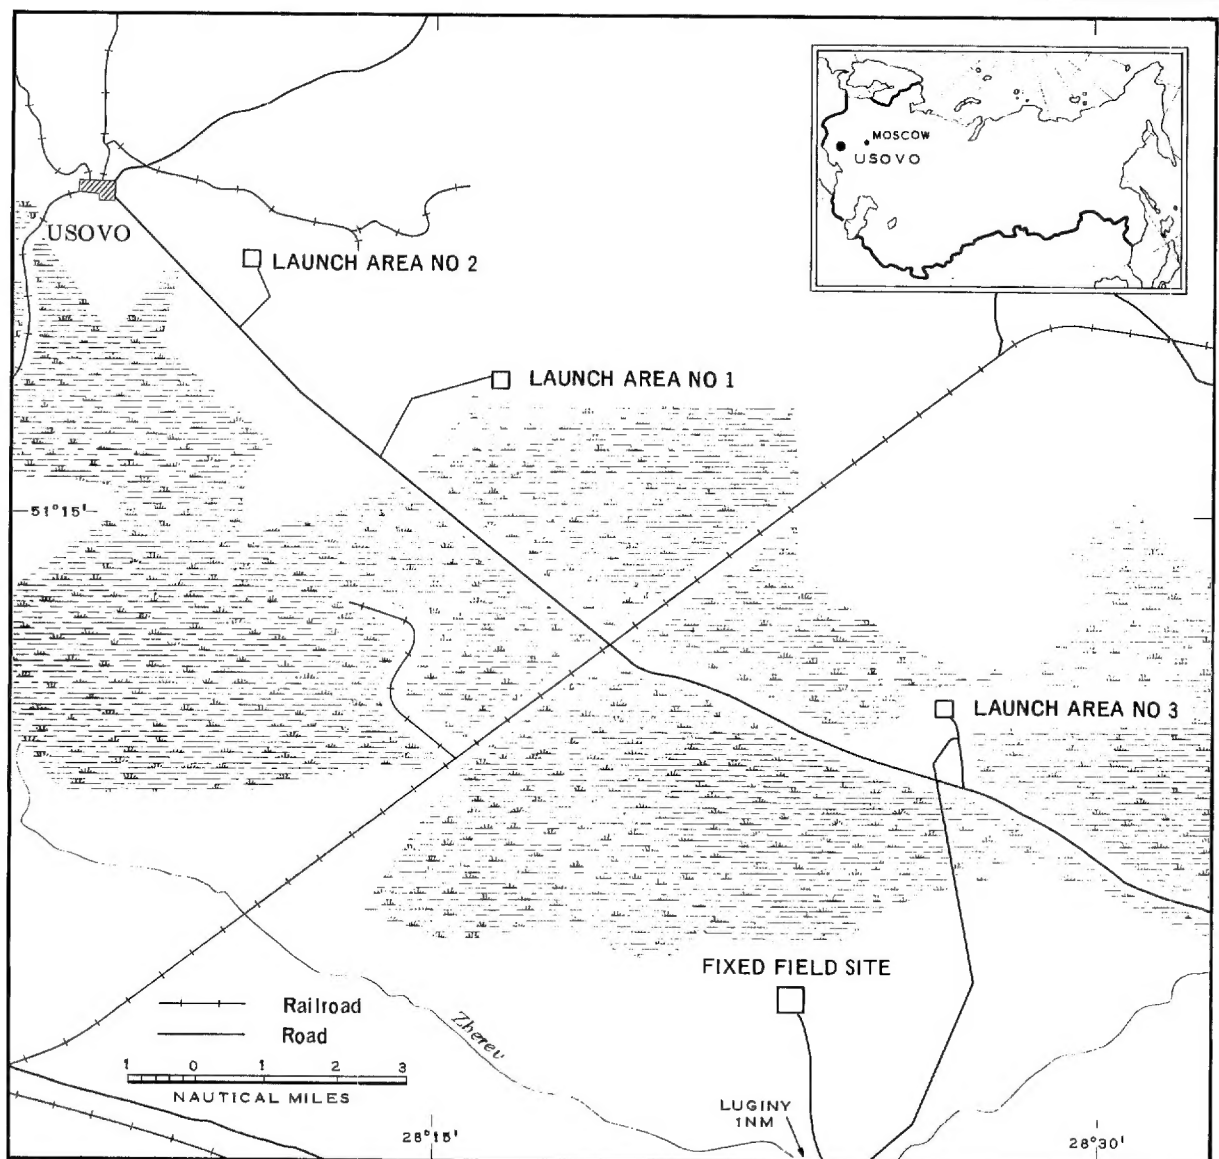 MOSCOW
USOVO
USOVO
LAUNCH AREA NO 2
LAUNCH AREA NO 1
51°15'
LAUNCH AREA NO 3
FIXED FIELD SITE
Railroad
Road
1 0 1 2 3
NAUTICAL MILES
Zherev
LUGINY
1NM
28°15'
28°30'